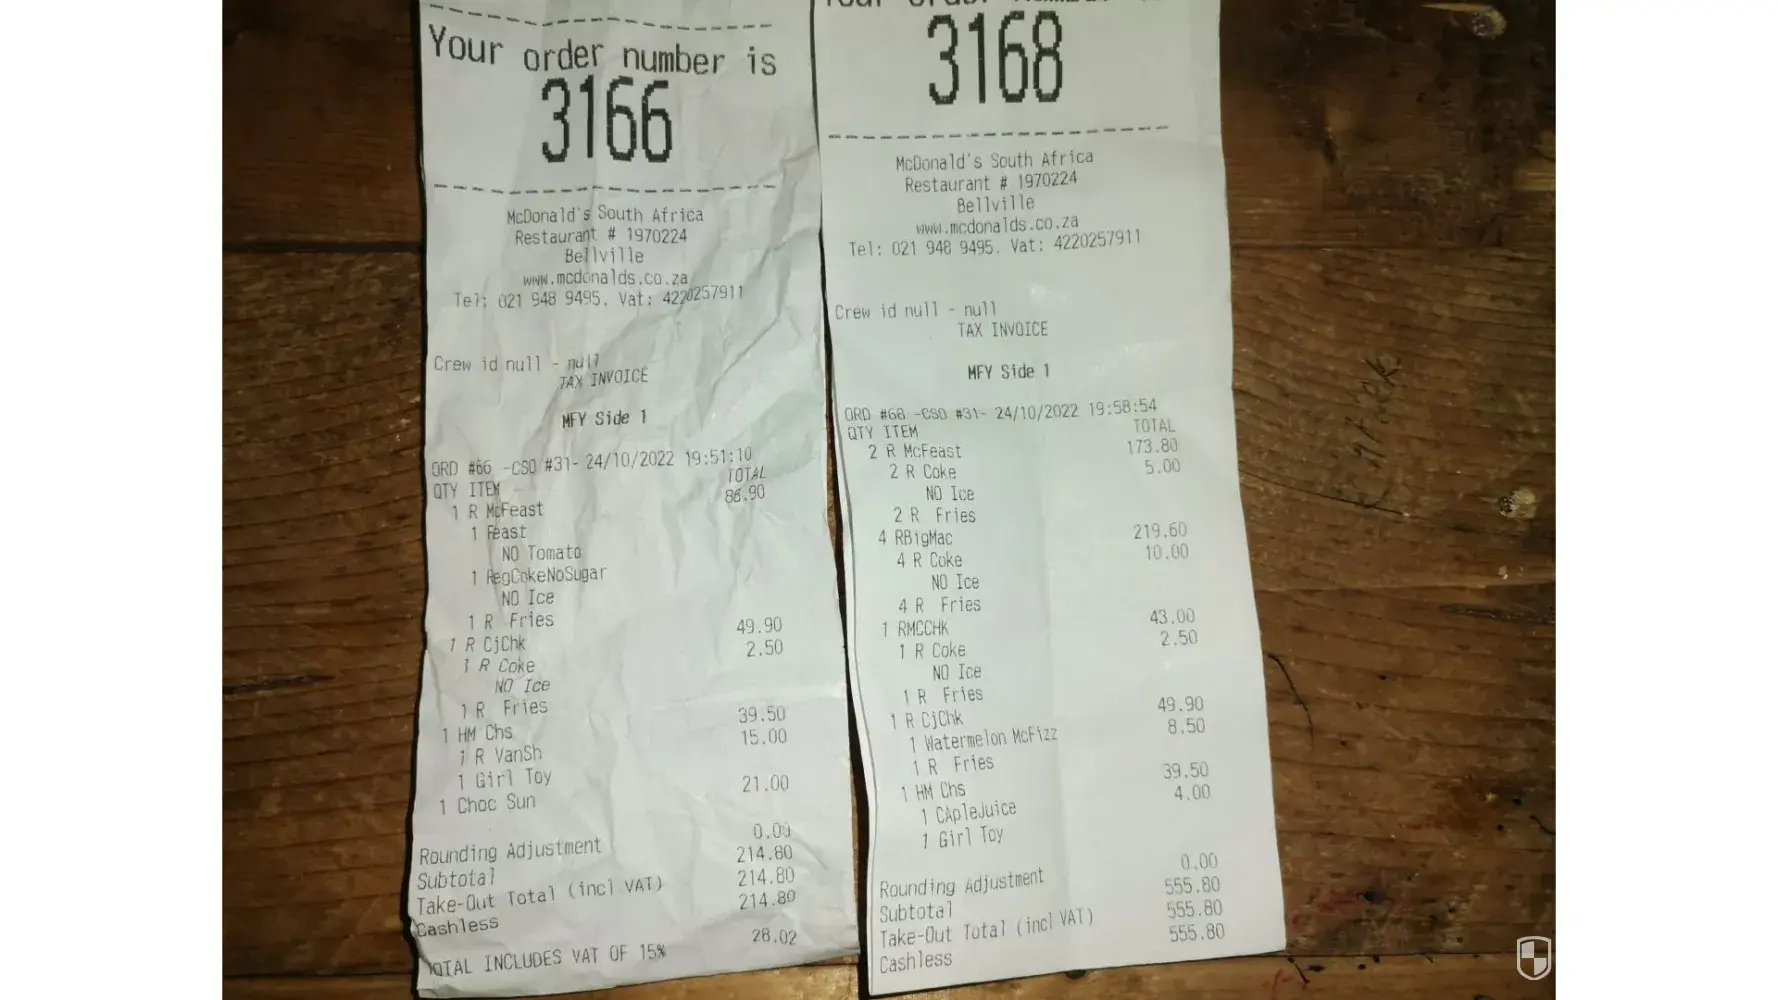 Your order number is
3166
McDonald's South Africa
Restaurant # 1970224
Bellville
www.mcdonalds.co.za
Tel: 021 948 9495. Vat: 4220257911
Crew id null - null
TAX INVOICE
MFY Side 1
ORD #66 -CSO #31- 24/10/2022 19:51:10
QTY ITEM TOTAL
1 R McFeast 86.90
1 Feast
NO Tomato
1 RegCokeNoSugar
NO Ice
1 R Fries
1 R CjChk 49.90
1 R Coke 2.50
NO Ice
1 R Fries
1 HM Chs 39.50
1 R VanSh 15.00
1 Girl Toy
1 Choc Sun 21.00
Rounding Adjustment 0.00
Subtotal 214.80
Take-Out Total (incl VAT) 214.80
Cashless 214.80
TOTAL INCLUDES VAT OF 15% 28.02
Your order number is
3168
McDonald's South Africa
Restaurant # 1970224
Bellville
www.mcdonalds.co.za
Tel: 021 948 9495. Vat: 4220257911
Crew id null - null
TAX INVOICE
MFY Side 1
ORD #68 -CSO #31- 24/10/2022 19:58:54
QTY ITEM TOTAL
2 R McFeast 173.80
2 R Coke 5.00
NO Ice
2 R Fries
4 RBigMac 219.60
4 R Coke 10.00
NO Ice
4 R Fries
1 RMCCHK 43.00
1 R Coke 2.50
NO Ice
1 R Fries
1 R CjChk 49.90
1 Watermelon McFizz 8.50
1 R Fries
1 HM Chs 39.50
1 CApleJuice 4.00
1 Girl Toy
Rounding Adjustment 0.00
Subtotal 555.80
Take-Out Total (incl VAT) 555.80
Cashless 555.80